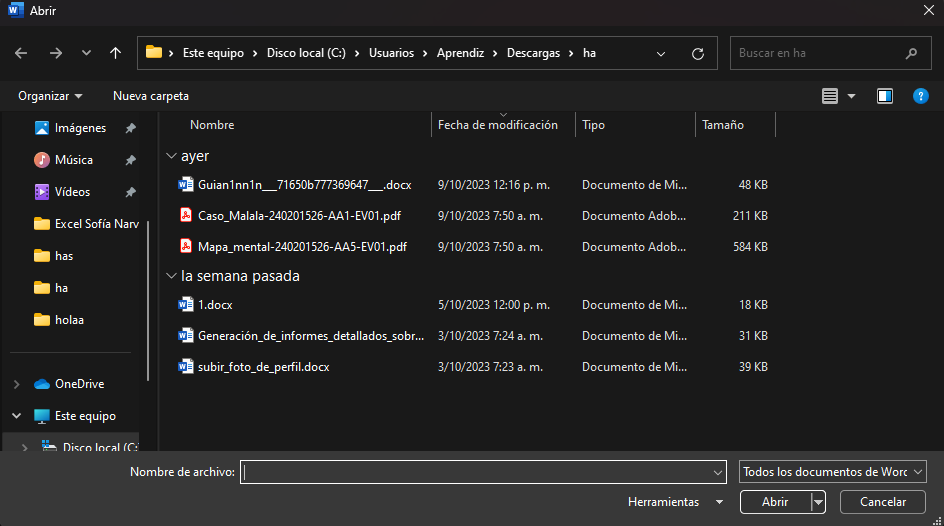 Abrir
Este equipo > Disco local (C:) > Usuarios > Aprendiz > Descargas > ha
Buscar en ha
Organizar
Nueva carpeta
Imágenes
Música
Vídeos
Excel Sofía Narv
has
ha
holaa
OneDrive
Este equipo
Disco local (C:
Nombre Fecha de modificación Tipo Tamaño
ayer
Guian1nn1n___71650b777369647___.docx 9/10/2023 12:16 p. m. Documento de Mi... 48 KB
Caso_Malala-240201526-AA1-EV01.pdf 9/10/2023 7:50 a. m. Documento Adob... 211 KB
Mapa_mental-240201526-AA5-EV01.pdf 9/10/2023 7:50 a. m. Documento Adob... 584 KB
la semana pasada
1.docx 5/10/2023 12:00 p. m. Documento de Mi... 18 KB
Generación_de_informes_detallados_sobr... 3/10/2023 7:24 a. m. Documento de Mi... 31 KB
subir_foto_de_perfil.docx 3/10/2023 7:23 a. m. Documento de Mi... 39 KB
Nombre de archivo:
Todos los documentos de Word
Herramientas
Abrir
Cancelar